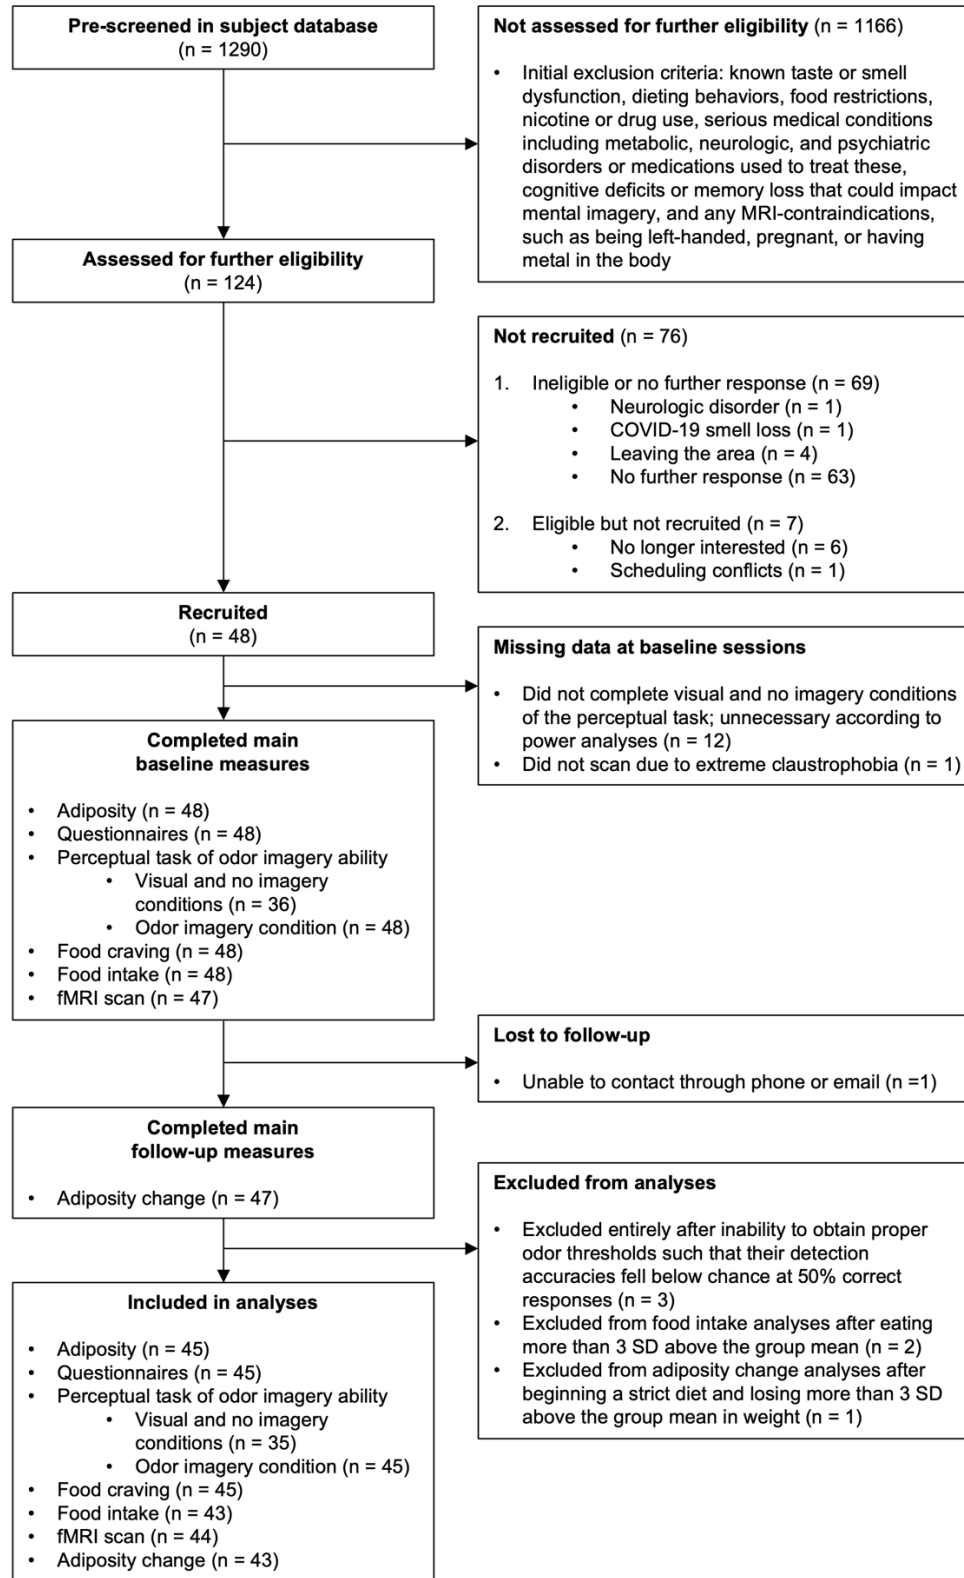 Pre-screened in subject database
(n = 1290)
Not assessed for further eligibility (n = 1166)
• Initial exclusion criteria: known taste or smell
dysfunction, dieting behaviors, food restrictions,
nicotine or drug use, serious medical conditions
including metabolic, neurologic, and psychiatric
disorders or medications used to treat these,
cognitive deficits or memory loss that could impact
mental imagery, and any MRI-contraindications,
such as being left-handed, pregnant, or having
metal in the body
Assessed for further eligibility
(n = 124)
Not recruited (n = 76)
1. Ineligible or no further response (n = 69)
• Neurologic disorder (n = 1)
• COVID-19 smell loss (n = 1)
• Leaving the area (n = 4)
• No further response (n = 63)
2. Eligible but not recruited (n = 7)
• No longer interested (n = 6)
• Scheduling conflicts (n = 1)
Recruited
(n = 48)
Missing data at baseline sessions
• Did not complete visual and no imagery conditions
of the perceptual task; unnecessary according to
power analyses (n = 12)
• Did not scan due to extreme claustrophobia (n = 1)
Completed main
baseline measures
• Adiposity (n = 48)
• Questionnaires (n = 48)
• Perceptual task of odor imagery ability
• Visual and no imagery
conditions (n = 36)
• Odor imagery condition (n = 48)
• Food craving (n = 48)
• Food intake (n = 48)
• fMRI scan (n = 47)
Lost to follow-up
• Unable to contact through phone or email (n =1)
Completed main
follow-up measures
• Adiposity change (n = 47)
Excluded from analyses
• Excluded entirely after inability to obtain proper
odor thresholds such that their detection
accuracies fell below chance at 50% correct
responses (n = 3)
• Excluded from food intake analyses after eating
more than 3 SD above the group mean (n = 2)
• Excluded from adiposity change analyses after
beginning a strict diet and losing more than 3 SD
above the group mean in weight (n = 1)
Included in analyses
• Adiposity (n = 45)
• Questionnaires (n = 45)
• Perceptual task of odor imagery ability
• Visual and no imagery
conditions (n = 35)
• Odor imagery condition (n = 45)
• Food craving (n = 45)
• Food intake (n = 43)
• fMRI scan (n = 44)
• Adiposity change (n = 43)